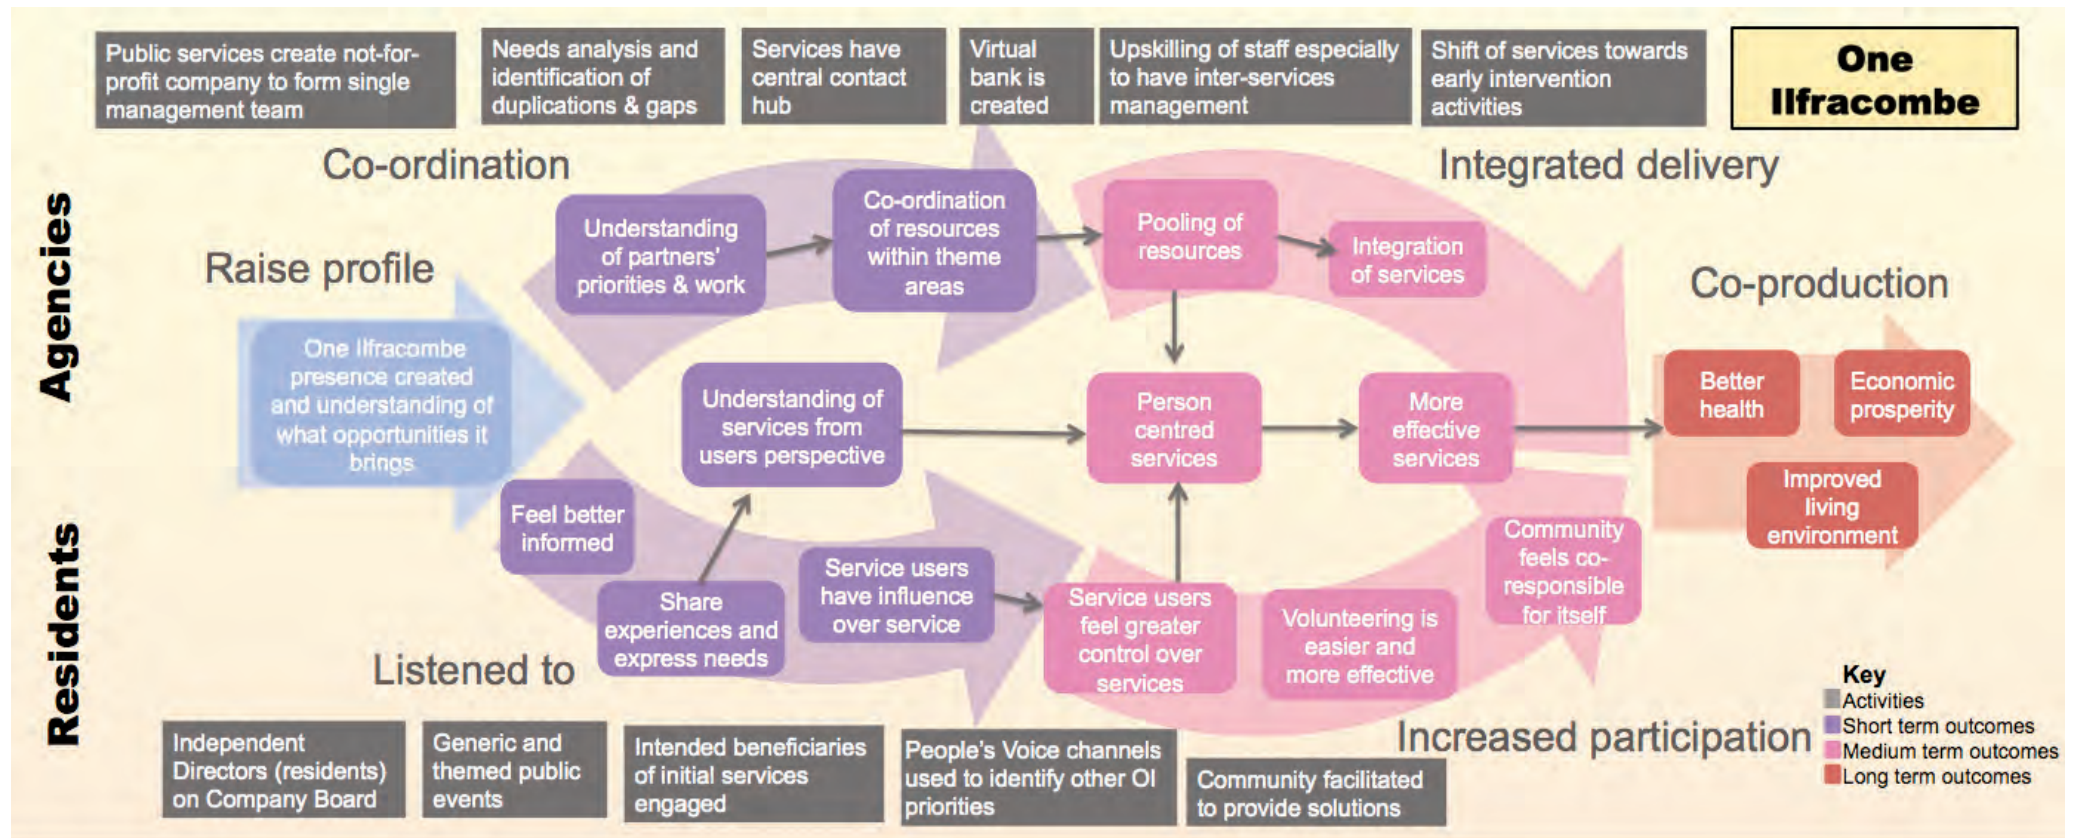 Public services create not-for-
profit company to form single
management team
Needs analysis and
identification of
duplications & gaps
Services have
central contact
hub
Virtual
bank is
created
Upskilling of staff especially
to have inter-services
management
Shift of services towards
early intervention
activities
One
Ilfracombe
Agencies
Residents
Co-ordination
Integrated delivery
Raise profile
Co-production
Understanding
of partners'
priorities & work
Co-ordination
of resources
within theme
areas
Pooling of
resources
Integration
of services
One Ilfracombe
presence created
and understanding of
what opportunities it
brings
Understanding of
services from
users perspective
Person
centred
services
More
effective
services
Better
health
Economic
prosperity
Improved
living
environment
Feel better
informed
Share
experiences and
express needs
Service users
have influence
over service
Service users
feel greater
control over
services
Volunteering is
easier and
more effective
Community
feels co-
responsible
for itself
Listened to
Increased participation
Independent
Directors (residents)
on Company Board
Generic and
themed public
events
Intended beneficiaries
of initial services
engaged
People's Voice channels
used to identify other OI
priorities
Community facilitated
to provide solutions
Key
Activities
Short term outcomes
Medium term outcomes
Long term outcomes